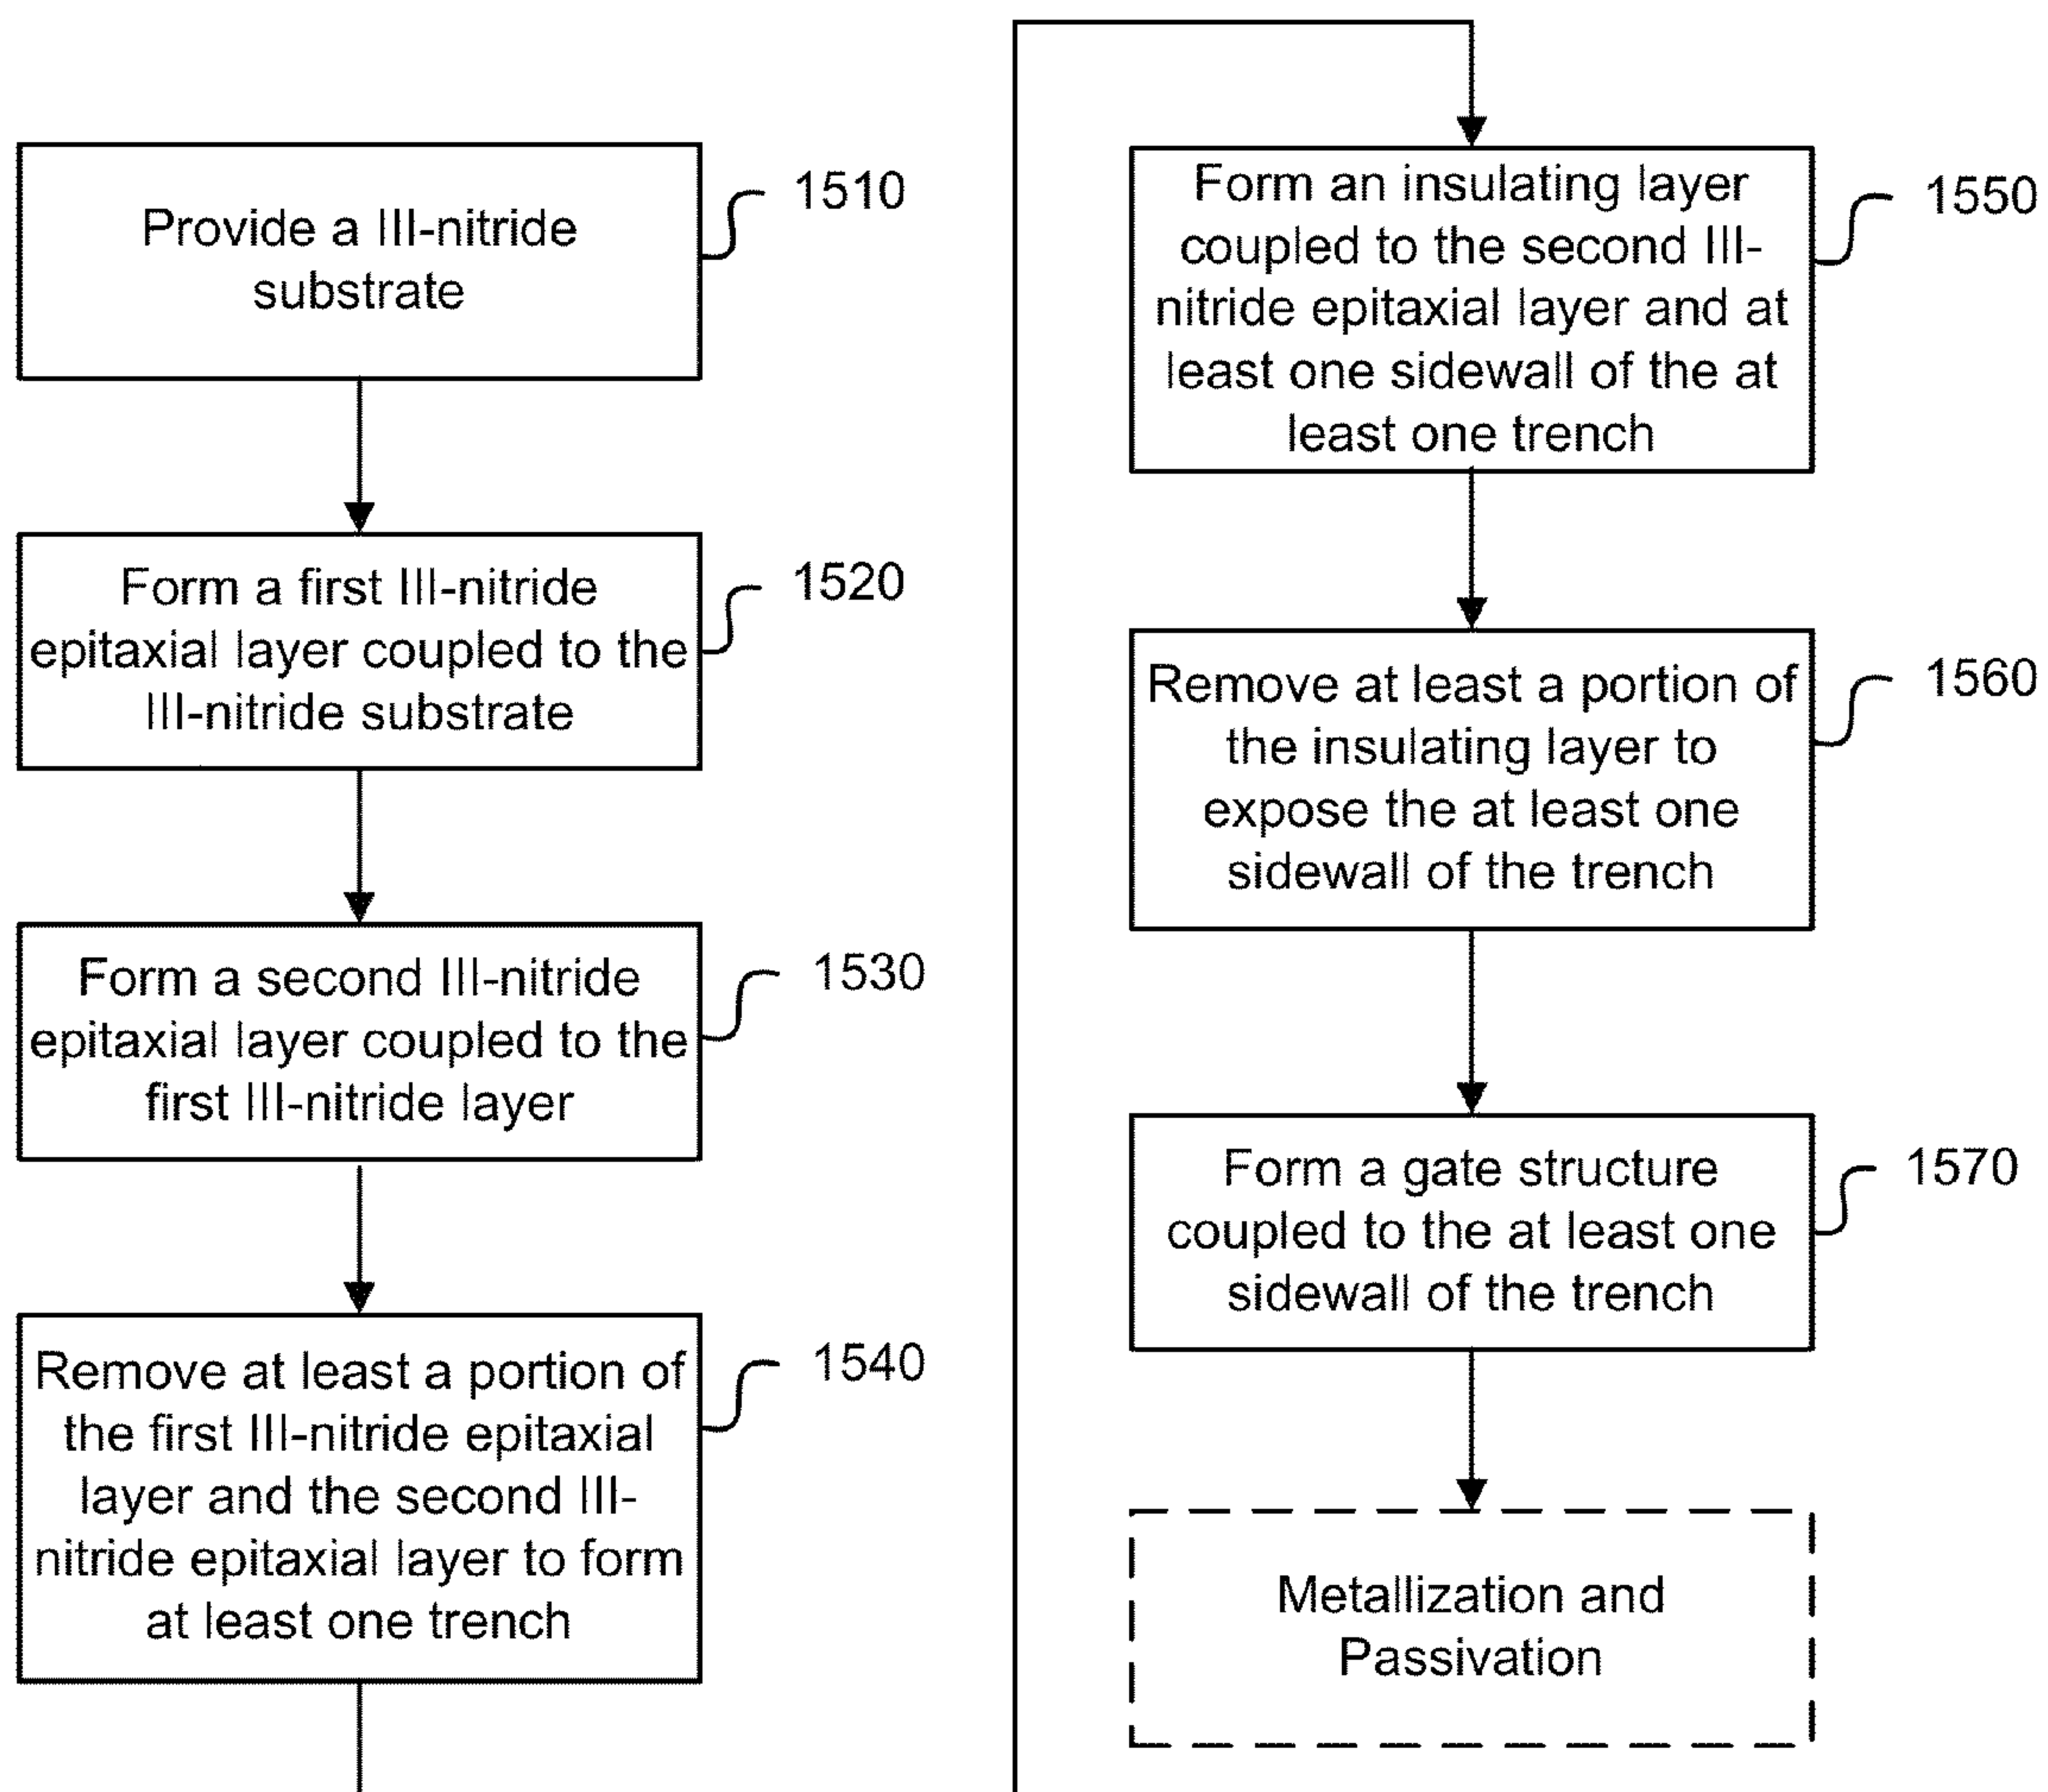 Provide a III-nitride
substrate
1510
Form a first III-nitride
epitaxial layer coupled to the
III-nitride substrate
1520
Form a second III-nitride
epitaxial layer coupled to the
first III-nitride layer
1530
Remove at least a portion of
the first III-nitride epitaxial
layer and the second III-
nitride epitaxial layer to form
at least one trench
1540
Form an insulating layer
coupled to the second III-
nitride epitaxial layer and at
least one sidewall of the at
least one trench
1550
Remove at least a portion of
the insulating layer to
expose the at least one
sidewall of the trench
1560
Form a gate structure
coupled to the at least one
sidewall of the trench
1570
Metallization and
Passivation